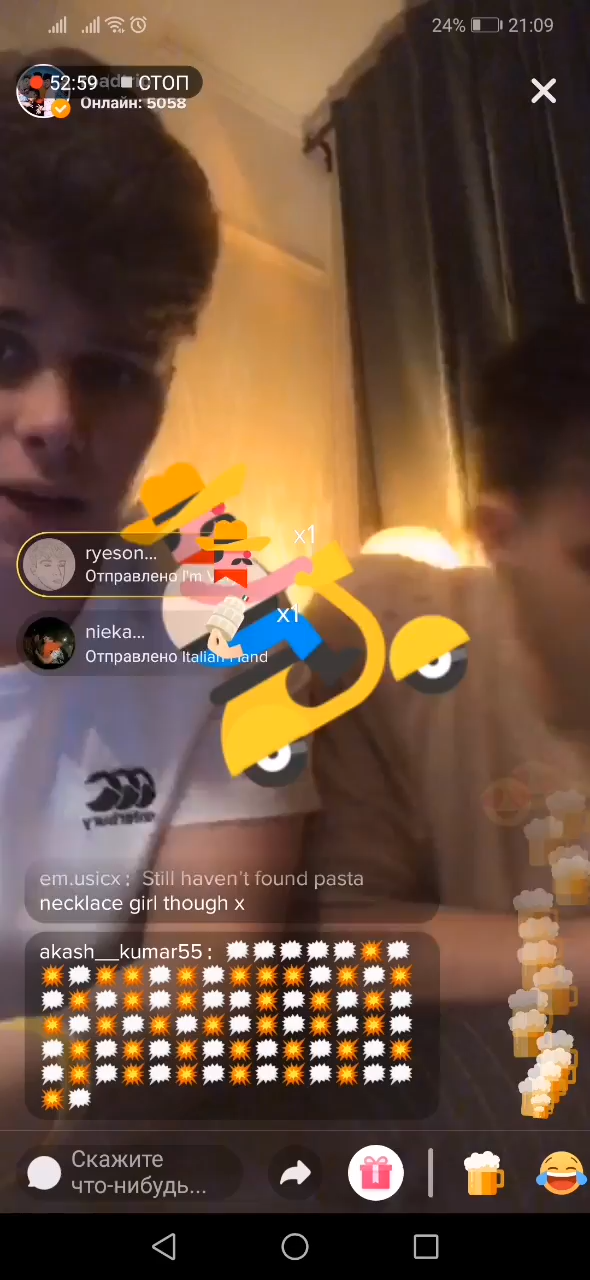 24% 21:09
52:59 СТОП
Онлайн: 5058
x1
ryeson...
Отправлено I'm
x1
nieka...
Отправлено Italian Hand
em.usicx : Still haven't found pasta
necklace girl though x
akash__kumar55 :
Скажите
что-нибудь...